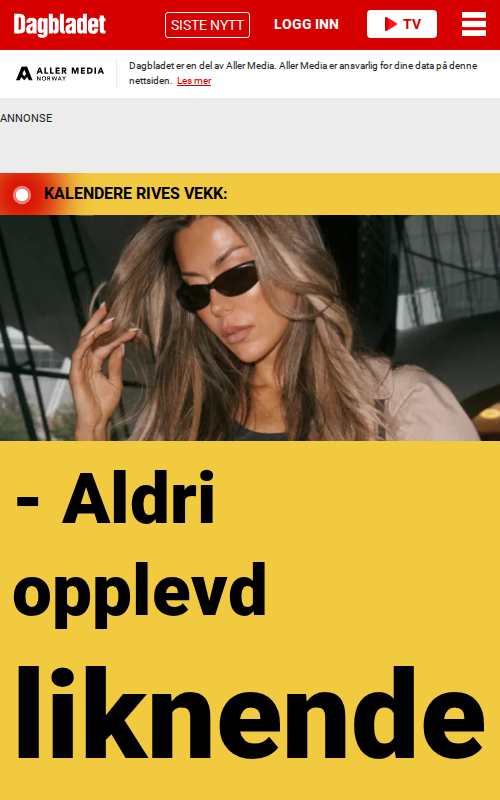 Dagbladet
SISTE NYTT
LOGG INN
TV
ALLER MEDIA
NORWAY
Dagbladet er en del av Aller Media. Aller Media er ansvarlig for dine data på denne
nettsiden. Les mer
ANNONSE
KALENDERE RIVES VEKK:
- Aldri
opplevd
liknende